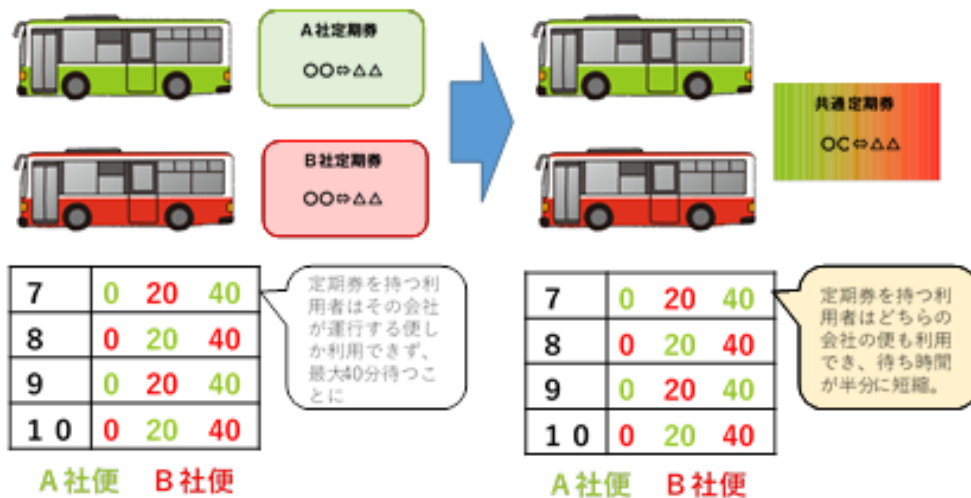 A社定期券
〇〇⇔△△
B社定期券
〇〇⇔△△
共通定期券
〇〇⇔△△
7 0 20 40
8 0 20 40
9 0 20 40
10 0 20 40
A社便 B社便
定期券を持つ利
用者はその会社
が運行する便し
か利用できず、
最大40分待つこ
とに
7 0 20 40
8 0 20 40
9 0 20 40
10 0 20 40
A社便 B社便
定期券を持つ利
用者はどちらの
会社の便も利用
でき、待ち時間
が半分に短縮。